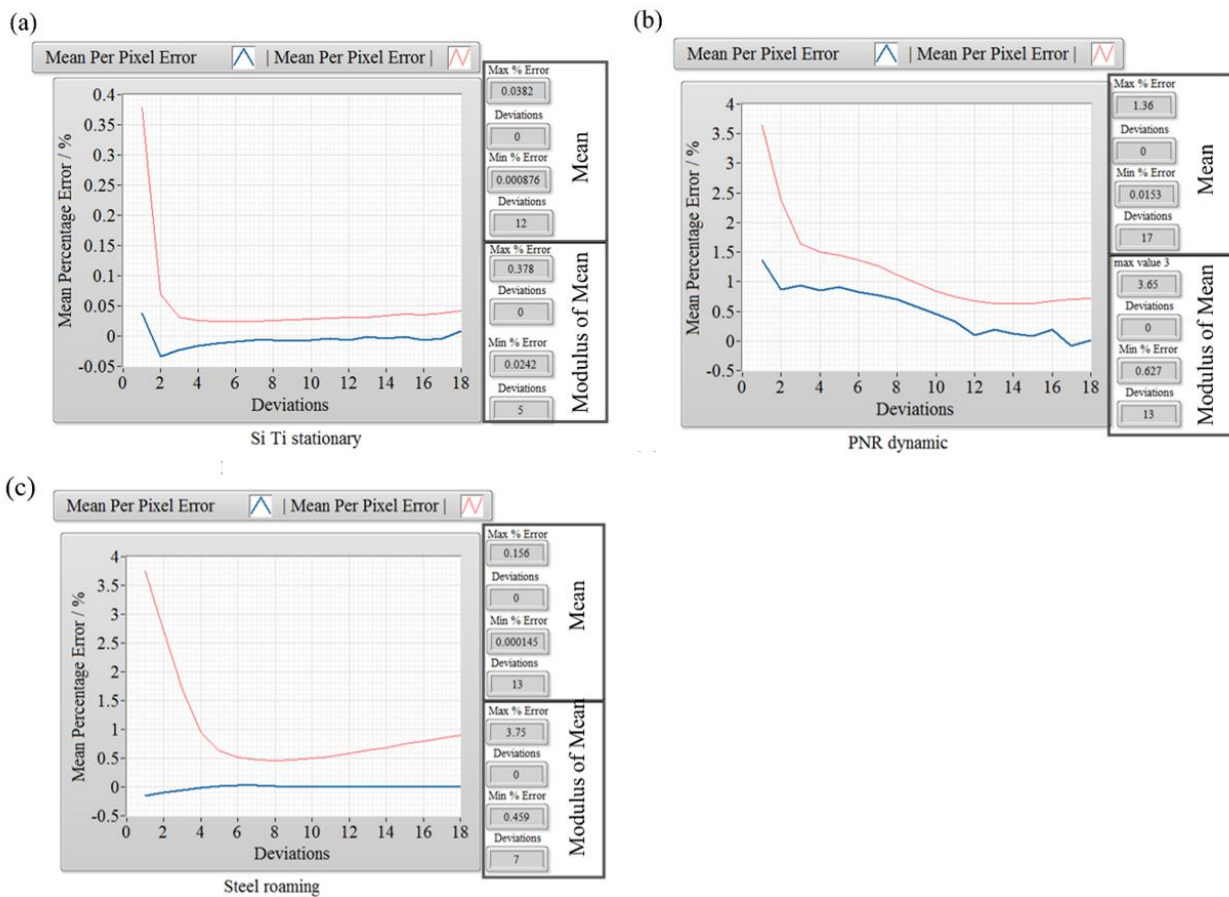 (a)
Mean Per Pixel Error | Mean Per Pixel Error |
Mean Percentage Error / %
0.4
0.35
0.3
0.25
0.2
0.15
0.1
0.05
0
-0.05
0 2 4 6 8 10 12 14 16 18
Deviations
Max % Error
0.0382
Deviations
0
Min % Error
0.000876
Deviations
12
Mean
Max % Error
0.378
Deviations
0
Min % Error
0.0242
Deviations
5
Modulus of Mean
Si Ti stationary
(b)
Mean Per Pixel Error | Mean Per Pixel Error |
Mean Percentage Error / %
4
3.5
3
2.5
2
1.5
1
0.5
0
-0.5
0 2 4 6 8 10 12 14 16 18
Deviations
Max % Error
1.36
Deviations
0
Min % Error
0.0153
Deviations
17
Mean
max value 3
3.65
Deviations
0
Min % Error
0.627
Deviations
13
Modulus of Mean
PNR dynamic
(c)
Mean Per Pixel Error | Mean Per Pixel Error |
Mean Percentage Error / %
4
3.5
3
2.5
2
1.5
1
0.5
0
-0.5
0 2 4 6 8 10 12 14 16 18
Deviations
Max % Error
0.156
Deviations
0
Min % Error
0.000145
Deviations
13
Mean
Max % Error
3.75
Deviations
0
Min % Error
0.459
Deviations
7
Modulus of Mean
Steel roaming